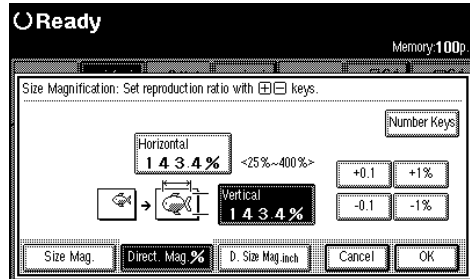 Ready
Memory:100p.
Size Magnification: Set reproduction ratio with + - keys.
Number Keys
Horizontal
143.4%
<25%~400%>
+0.1
+1%
Vertical
143.4%
-0.1
-1%
Size Mag.
Direct. Mag.%
D. Size Mag.inch
Cancel
OK